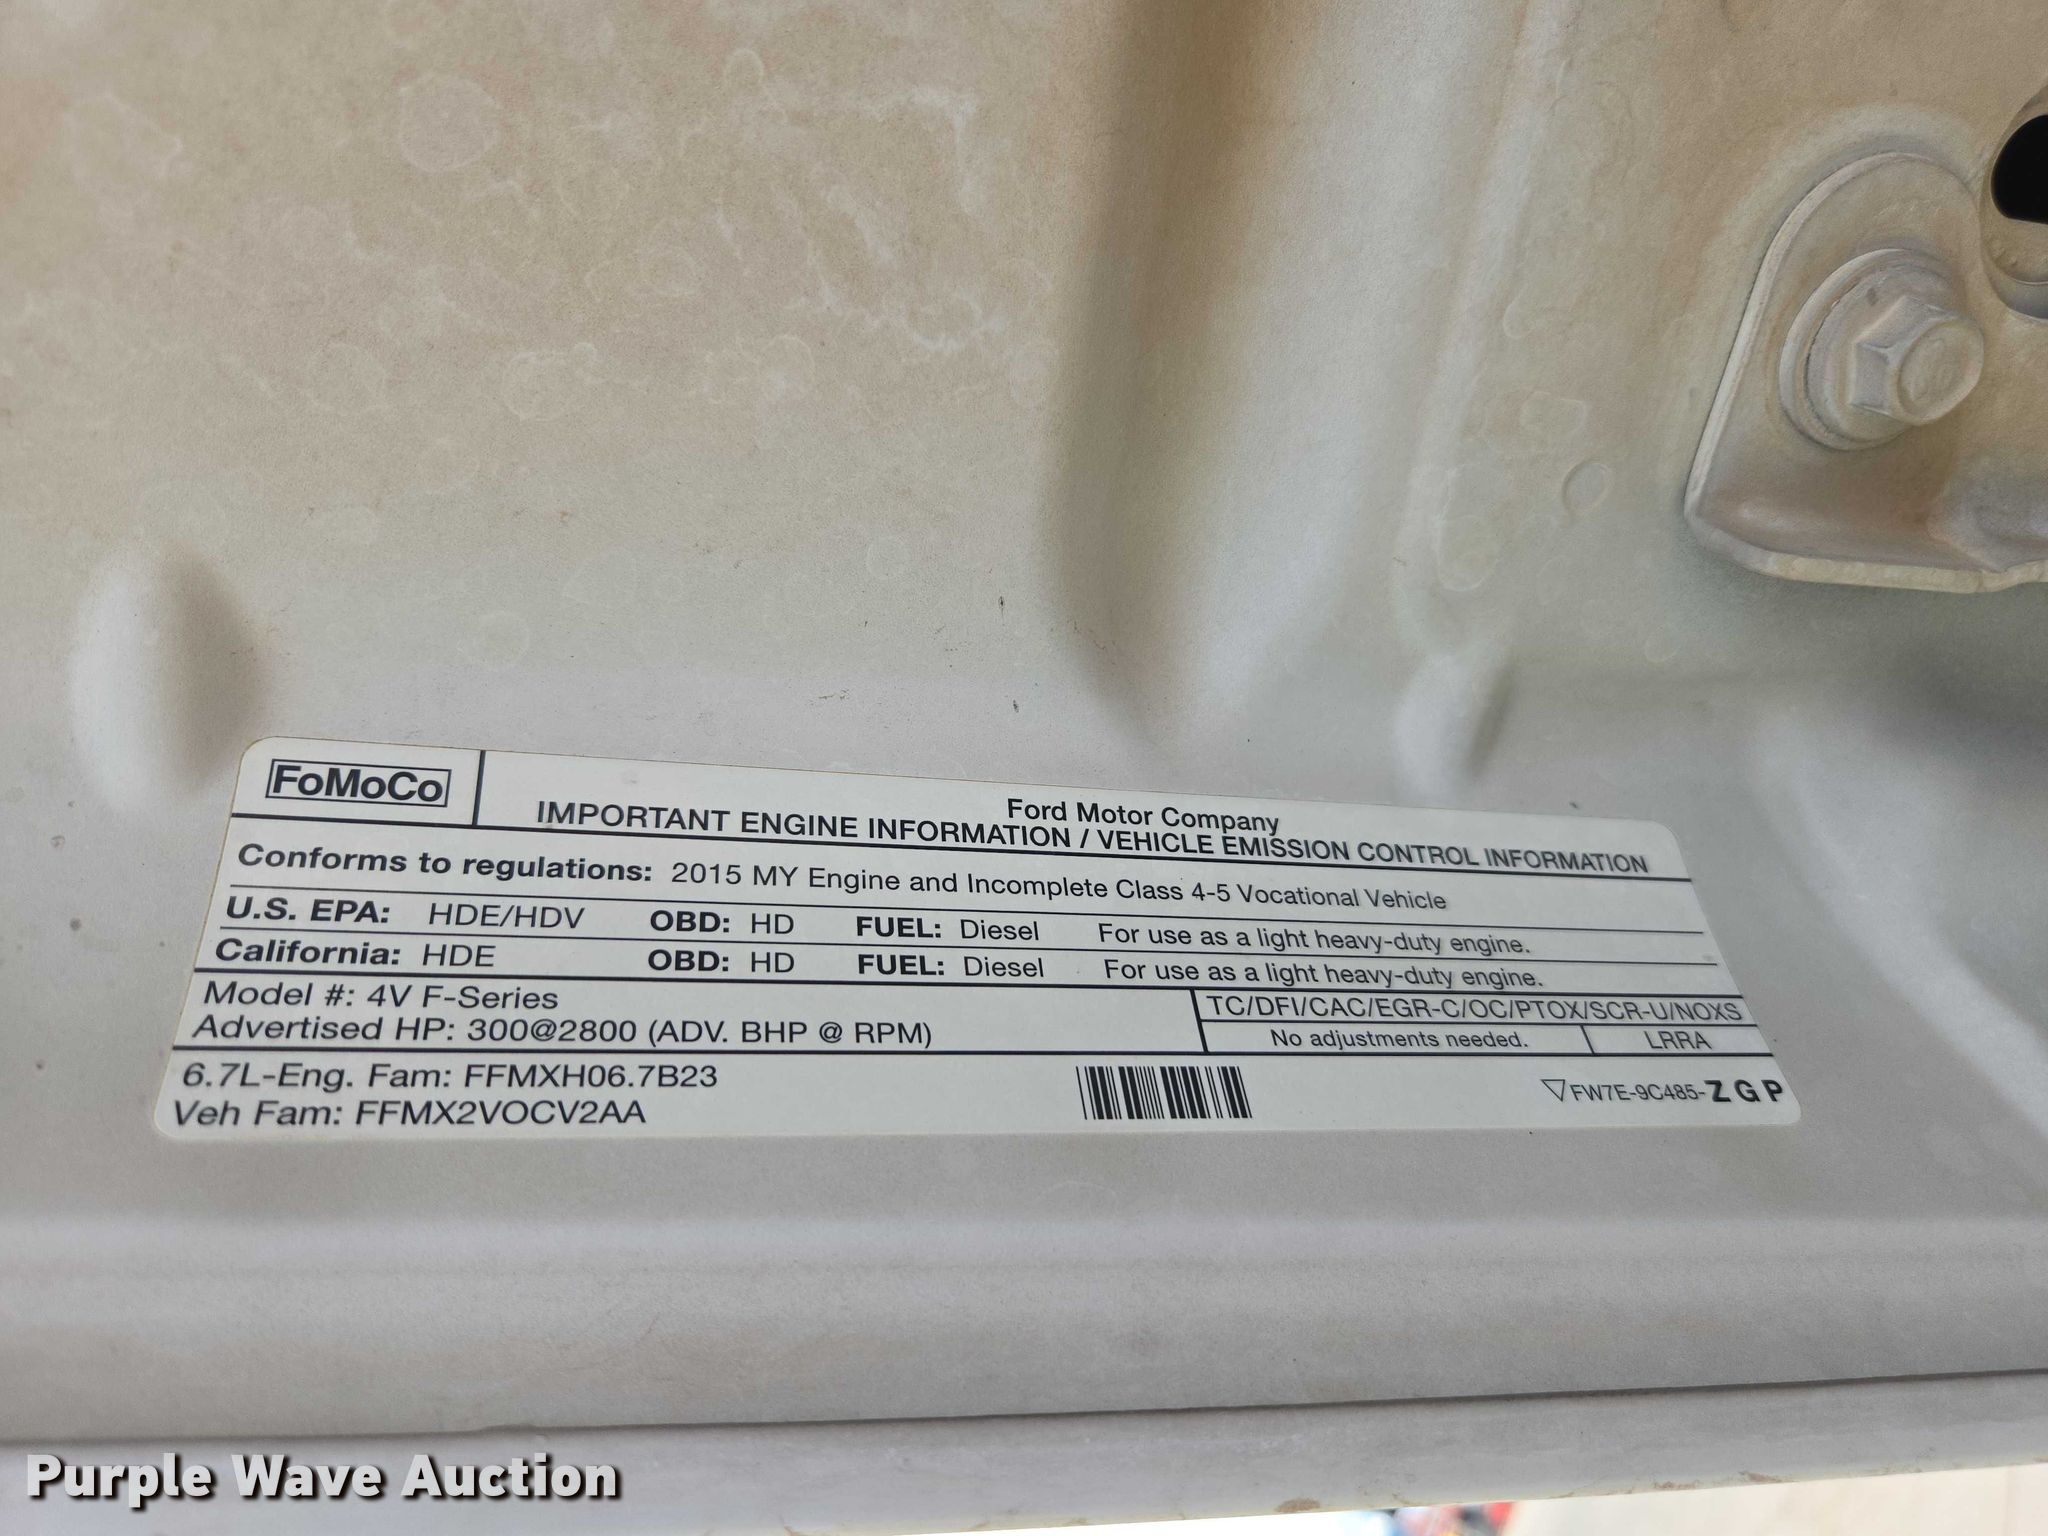 FoMoCo
Ford Motor Company
IMPORTANT ENGINE INFORMATION / VEHICLE EMISSION CONTROL INFORMATION
Conforms to regulations: 2015 MY Engine and Incomplete Class 4-5 Vocational Vehicle
U.S. EPA: HDE/HDV OBD: HD FUEL: Diesel For use as a light heavy-duty engine.
California: HDE OBD: HD FUEL: Diesel For use as a light heavy-duty engine.
Model #: 4V F-Series
Advertised HP: 300@2800 (ADV. BHP @ RPM)
TC/DFI/CAC/EGR-C/OC/PTOX/SCR-U/NOXS
No adjustments needed. LRRA
6.7L-Eng. Fam: FFMXH06.7B23
Veh Fam: FFMX2VOCV2AA
FW7E-9C485-ZGP
Purple Wave Auction